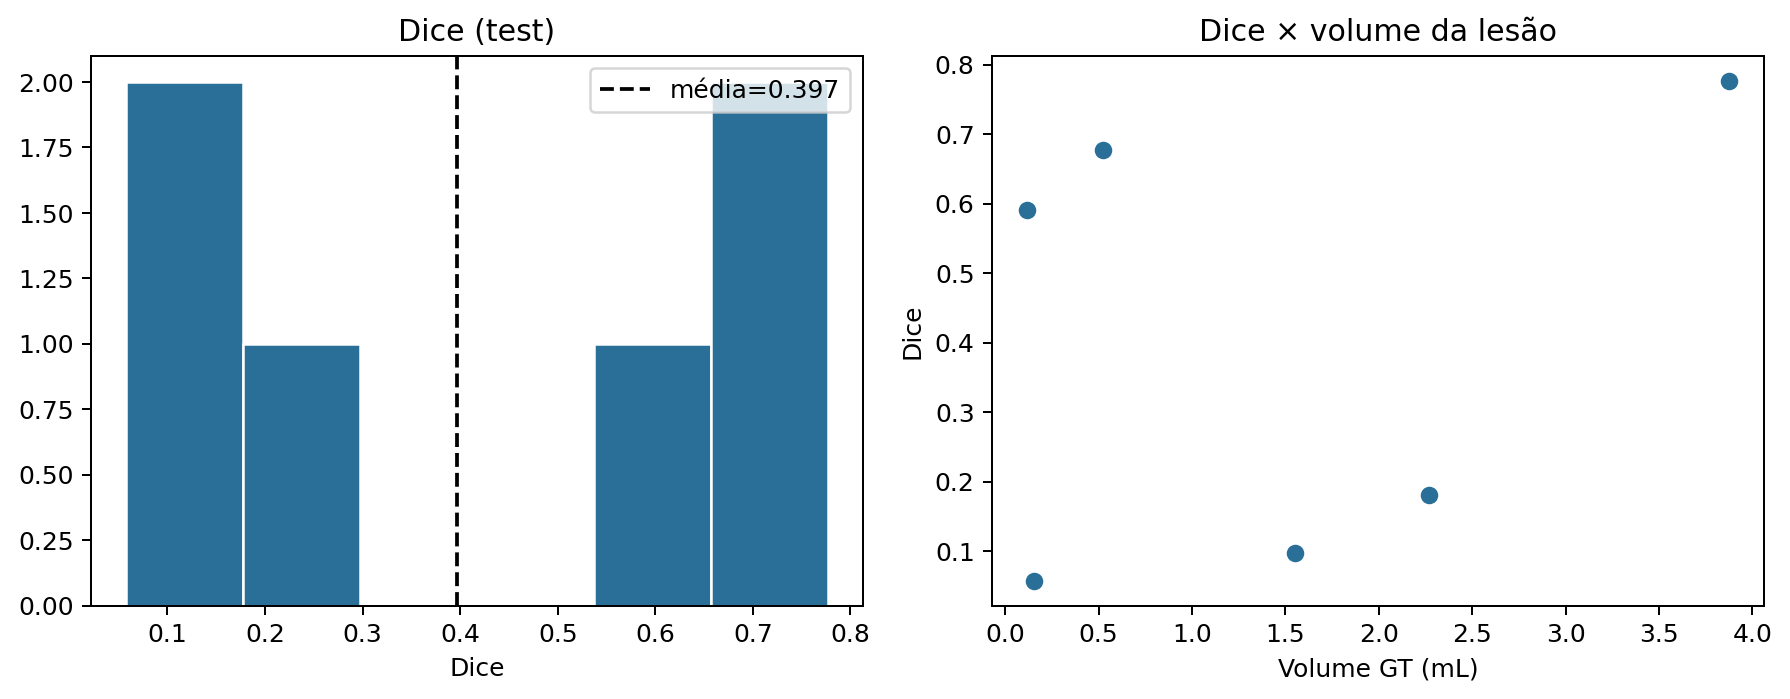 Dice (test)
2.00
1.75
1.50
1.25
1.00
0.75
0.50
0.25
0.00
média=0.397
0.1 0.2 0.3 0.4 0.5 0.6 0.7 0.8
Dice
Dice × volume da lesão
0.8
0.7
0.6
0.5
0.4
0.3
0.2
0.1
Dice
0.0 0.5 1.0 1.5 2.0 2.5 3.0 3.5 4.0
Volume GT (mL)